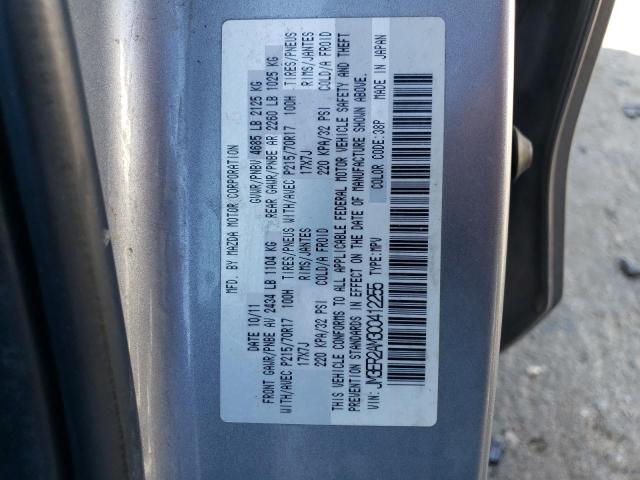 MFD. BY MAZDA MOTOR CORPORATION
DATE 10/11 GVWR/PNBV 4685 LB 2125 KG
FRONT GAWR/PNBE AV 2434 LB 1104 KG REAR GAWR/PNBE AR 2260 LB 1025 KG
WITH/AVEC P215/70R17 100H TIRES/PNEUS WITH/AVEC P215/70R17 100H TIRES/PNEUS
17X7J RIMS/JANTES 17X7J RIMS/JANTES
220 KPA/32 PSI COLD/A FROID 220 KPA/32 PSI COLD/A FROID
THIS VEHICLE CONFORMS TO ALL APPLICABLE FEDERAL MOTOR VEHICLE SAFETY AND THEFT
PREVENTION STANDARDS IN EFFECT ON THE DATE OF MANUFACTURE SHOWN ABOVE.
VIN: JM3ER2AM3C0412255 TYPE:MPV COLOR CODE:38P MADE IN JAPAN